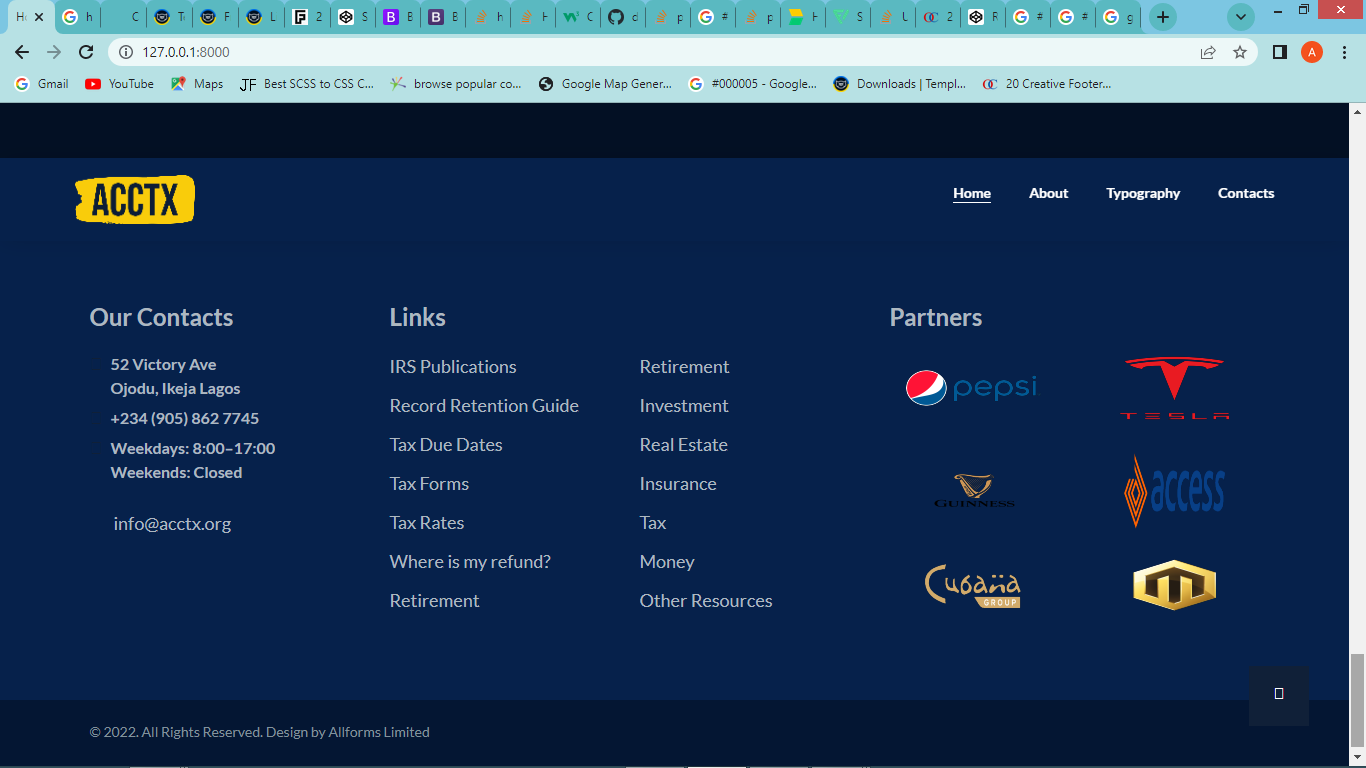 H
h
C
T
F
L
2
S
B
B
h
H
C
d
p
#
p
H
S
U
2
R
#
#
g
127.0.0.1:8000
A
Gmail
YouTube
Maps
JF
Best SCSS to CSS C...
browse popular co...
Google Map Gener...
#000005 - Google...
Downloads | Templ...
20 Creative Footer...
ACCTX
Home
About
Typography
Contacts
Our Contacts
52 Victory Ave
Ojodu, Ikeja Lagos
+234 (905) 862 7745
Weekdays: 8:00–17:00
Weekends: Closed
info@acctx.org
Links
IRS Publications
Record Retention Guide
Tax Due Dates
Tax Forms
Tax Rates
Where is my refund?
Retirement
Retirement
Investment
Real Estate
Insurance
Tax
Money
Other Resources
Partners
pepsi
TESLA
GUINNESS
access
Cubana
GROUP
© 2022. All Rights Reserved. Design by Allforms Limited